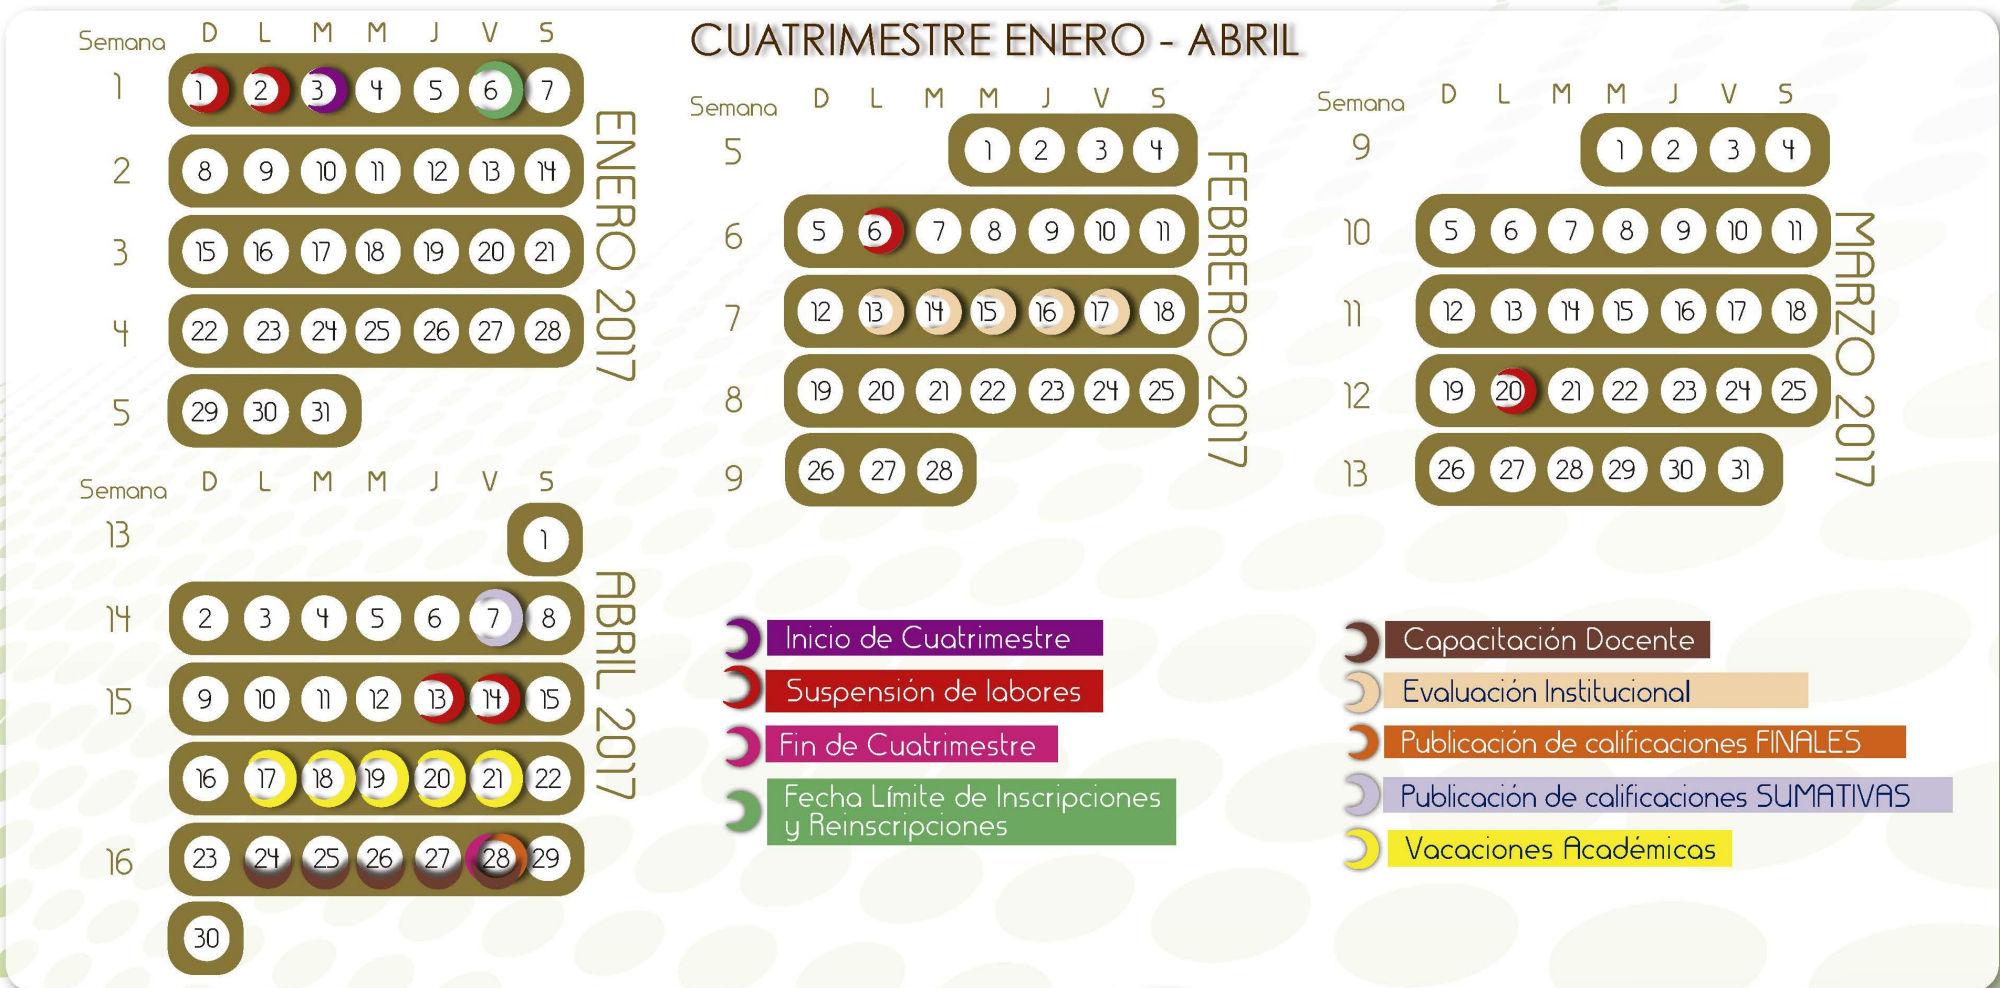 CUATRIMESTRE ENERO - ABRIL
Semana D L M M J V S
1 1 2 3 4 5 6 7
2 8 9 10 11 12 13 14
3 15 16 17 18 19 20 21
4 22 23 24 25 26 27 28
5 29 30 31
ENERO 2017
Semana D L M M J V S
5 1 2 3 4
6 5 6 7 8 9 10 11
7 12 13 14 15 16 17 18
8 19 20 21 22 23 24 25
9 26 27 28
FEBRERO 2017
Semana D L M M J V S
9 1 2 3 4
10 5 6 7 8 9 10 11
11 12 13 14 15 16 17 18
12 19 20 21 22 23 24 25
13 26 27 28 29 30 31
MARZO 2017
Semana D L M M J V S
13 1
14 2 3 4 5 6 7 8
15 9 10 11 12 13 14 15
16 17 18 19 20 21 22
16 23 24 25 26 27 28 29
30
ABRIL 2017
Inicio de Cuatrimestre
Suspensión de labores
Fin de Cuatrimestre
Fecha Límite de Inscripciones
y Reinscripciones
Capacitación Docente
Evaluación Institucional
Publicación de calificaciones FINALES
Publicación de calificaciones SUMATIVAS
Vacaciones Académicas